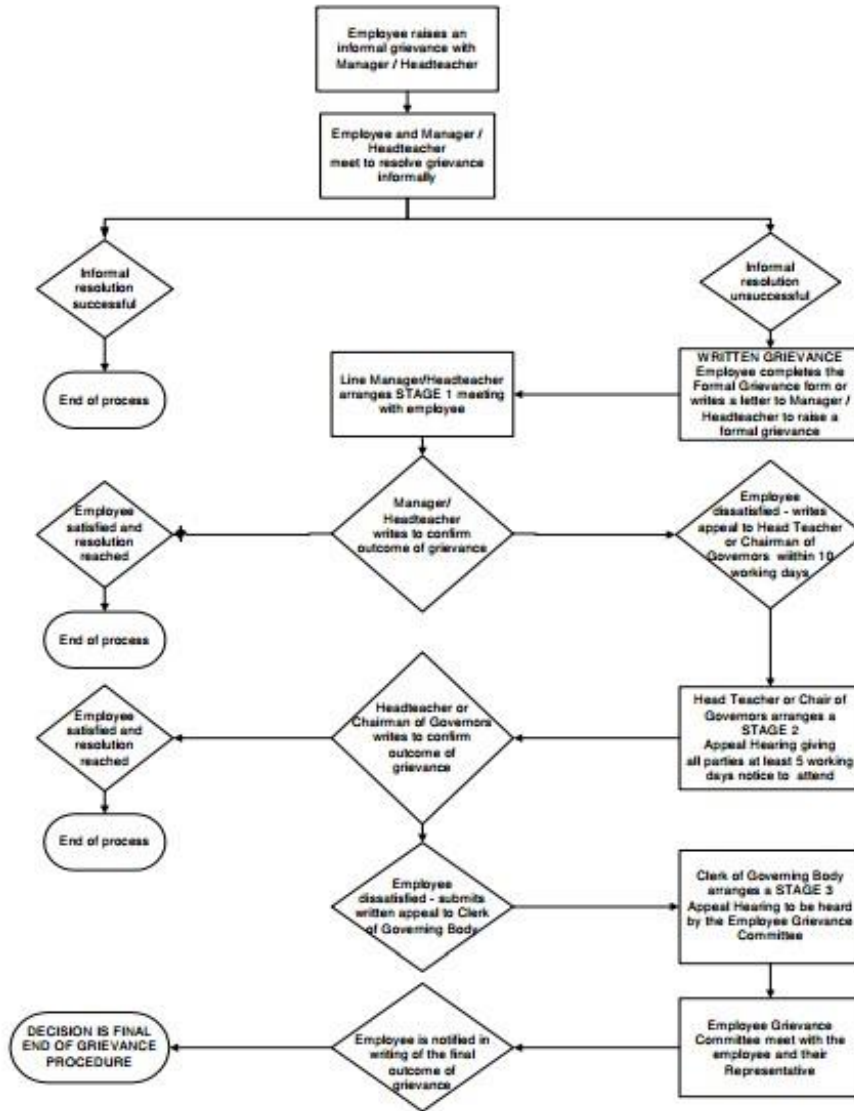 Employee raises an
informal grievance with
Manager / Headteacher
Employee and Manager /
Headteacher
meet to resolve grievance
informally
Informal
resolution
successful
Informal
resolution
unsuccessful
End of process
Line Manager/Headteacher
arranges STAGE 1 meeting
with employee
WRITTEN GRIEVANCE
Employee completes the
Formal Grievance form or
writes a letter to Manager /
Headteacher to raise a
formal grievance
Employee
satisfied and
resolution
reached
Manager/
Headteacher
writes to confirm
outcome of grievance
Employee
dissatisfied - writes
appeal to Head Teacher
or Chairman of
Governors wiithin 10
working days
End of process
Employee
satisfied and
resolution
reached
Headteacher or
Chairman of Governors
writes to confirm
outcome of
grievance
Head Teacher or Chair of
Governors arranges a
STAGE 2
Appeal Hearing giving
all parties at least 5 working
days notice to attend
End of process
Employee
dissatisfied - submits
written appeal to Clerk
of Governing Body
Clerk of Governing Body
arranges a STAGE 3
Appeal Hearing to be heard
by the Employee Grievance
Committee
DECISION IS FINAL
END OF GRIEVANCE
PROCEDURE
Employee is notified in
writing of the final
outcome of
grievance
Employee Grievance
Committee meet with the
employee and their
Representative